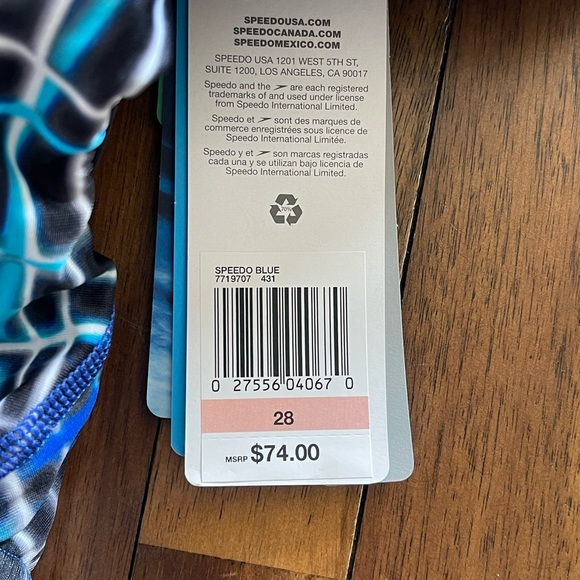 SPEEDOUSA.COM
SPEEDOCANADA.COM
SPEEDOMEXICO.COM
SPEEDO USA 1201 WEST 5TH ST,
SUITE 1200, LOS ANGELES, CA 90017
Speedo and the are each registered
trademarks of and used under license
from Speedo International Limited.
Speedo et sont des marques de
commerce enregistrées sous licence de
Speedo International Limitée.
Speedo y et son marcas registradas
cada una y se utilizan bajo licencia de
Speedo International Limited.
70%
SPEEDO BLUE
7719707 431
0 27556 04067 0
28
MSRP $74.00